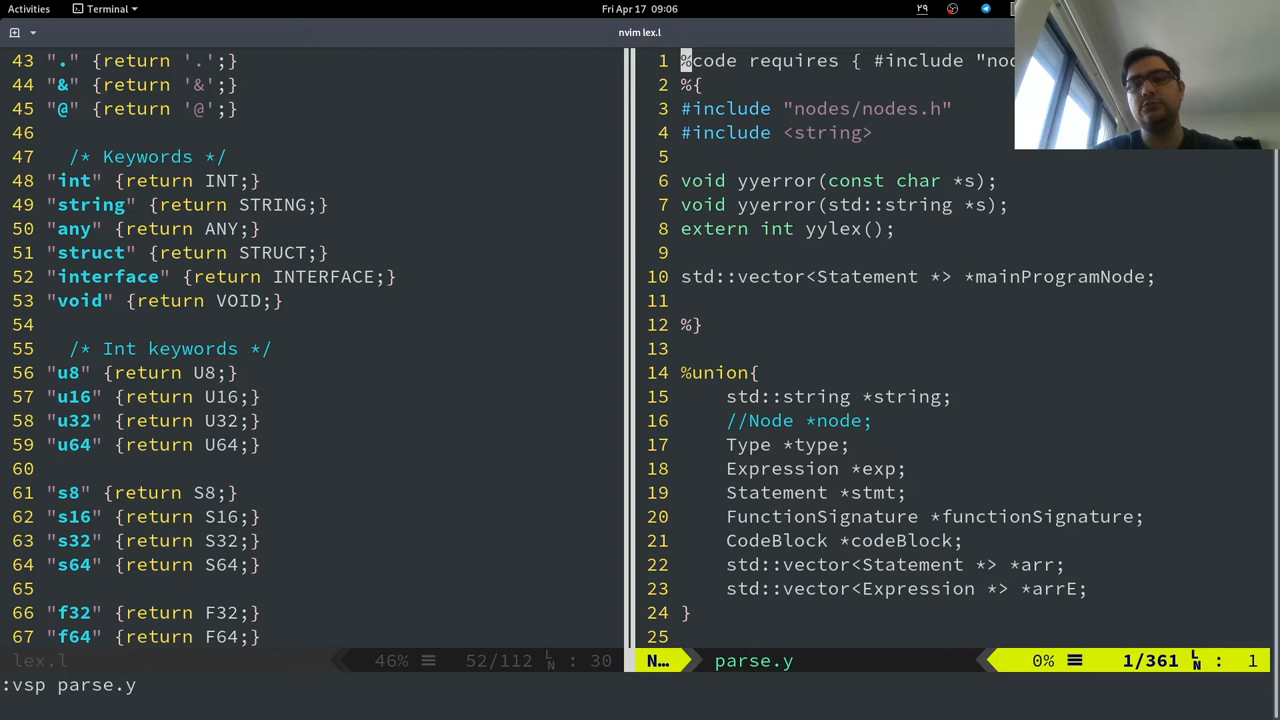 Activities
Terminal
Fri Apr 17 09:06
۲۹
nvim lex.l
43 "." {return '.';}
44 "&" {return '&';}
45 "@" {return '@';}
46
47 /* Keywords */
48 "int" {return INT;}
49 "string" {return STRING;}
50 "any" {return ANY;}
51 "struct" {return STRUCT;}
52 "interface" {return INTERFACE;}
53 "void" {return VOID;}
54
55 /* Int keywords */
56 "u8" {return U8;}
57 "u16" {return U16;}
58 "u32" {return U32;}
59 "u64" {return U64;}
60
61 "s8" {return S8;}
62 "s16" {return S16;}
63 "s32" {return S32;}
64 "s64" {return S64;}
65
66 "f32" {return F32;}
67 "f64" {return F64;}
lex.l 46% ☰ 52/112 LN : 30
1 %code requires { #include "nod
2 %{
3 #include "nodes/nodes.h"
4 #include <string>
5
6 void yyerror(const char *s);
7 void yyerror(std::string *s);
8 extern int yylex();
9
10 std::vector<Statement *> *mainProgramNode;
11
12 %}
13
14 %union{
15 std::string *string;
16 //Node *node;
17 Type *type;
18 Expression *exp;
19 Statement *stmt;
20 FunctionSignature *functionSignature;
21 CodeBlock *codeBlock;
22 std::vector<Statement *> *arr;
23 std::vector<Expression *> *arrE;
24 }
25
N… parse.y 0% ☰ 1/361 LN : 1
:vsp parse.y